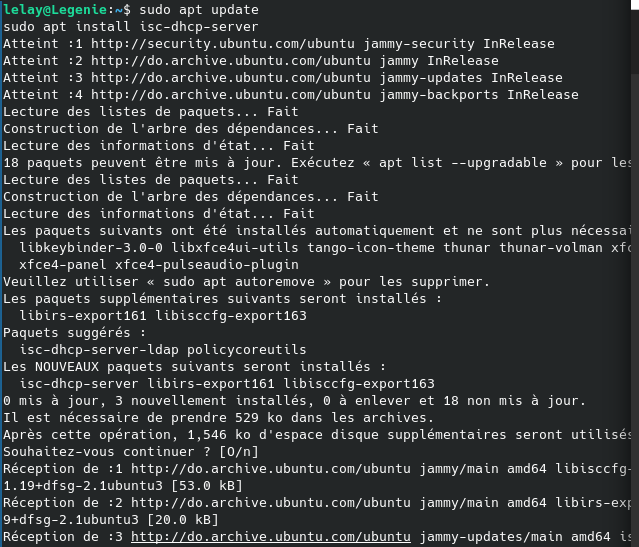 lelay@Legenie:~$ sudo apt update
sudo apt install isc-dhcp-server
Atteint :1 http://security.ubuntu.com/ubuntu jammy-security InRelease
Atteint :2 http://do.archive.ubuntu.com/ubuntu jammy InRelease
Atteint :3 http://do.archive.ubuntu.com/ubuntu jammy-updates InRelease
Atteint :4 http://do.archive.ubuntu.com/ubuntu jammy-backports InRelease
Lecture des listes de paquets... Fait
Construction de l'arbre des dépendances... Fait
Lecture des informations d'état... Fait
18 paquets peuvent être mis à jour. Exécutez « apt list --upgradable » pour les
Lecture des listes de paquets... Fait
Construction de l'arbre des dépendances... Fait
Lecture des informations d'état... Fait
Les paquets suivants ont été installés automatiquement et ne sont plus nécessai
libkeybinder-3.0-0 libxfce4ui-utils tango-icon-theme thunar thunar-volman xfc
xfce4-panel xfce4-pulseaudio-plugin
Veuillez utiliser « sudo apt autoremove » pour les supprimer.
Les paquets supplémentaires suivants seront installés :
libirs-export161 libisccfg-export163
Paquets suggérés :
isc-dhcp-server-ldap policycoreutils
Les NOUVEAUX paquets suivants seront installés :
isc-dhcp-server libirs-export161 libisccfg-export163
0 mis à jour, 3 nouvellement installés, 0 à enlever et 18 non mis à jour.
Il est nécessaire de prendre 529 ko dans les archives.
Après cette opération, 1,546 ko d'espace disque supplémentaires seront utilisés
Souhaitez-vous continuer ? [O/n]
Réception de :1 http://do.archive.ubuntu.com/ubuntu jammy/main amd64 libisccfg-
1.19+dfsg-2.1ubuntu3 [53.0 kB]
Réception de :2 http://do.archive.ubuntu.com/ubuntu jammy/main amd64 libirs-exp
9+dfsg-2.1ubuntu3 [20.0 kB]
Réception de :3 http://do.archive.ubuntu.com/ubuntu jammy-updates/main amd64 is